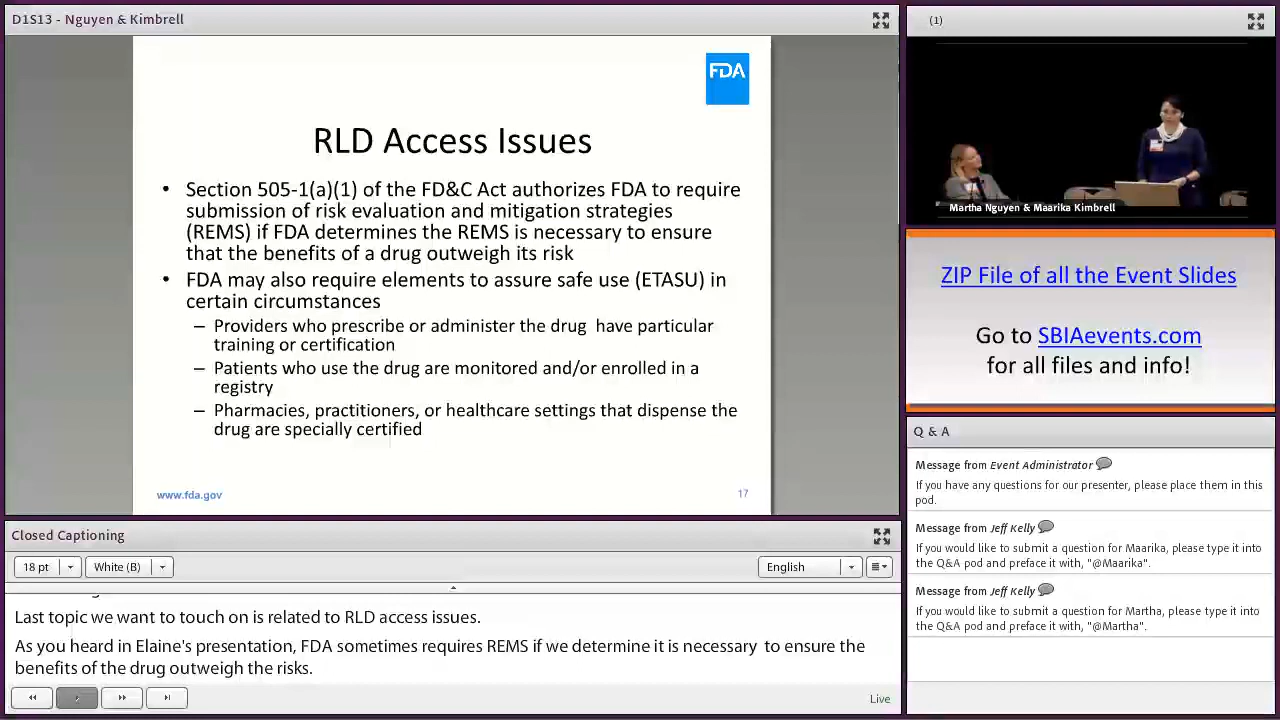 D1S13 - Nguyen & Kimbrell
FDA
RLD Access Issues
• Section 505-1(a)(1) of the FD&C Act authorizes FDA to require
submission of risk evaluation and mitigation strategies
(REMS) if FDA determines the REMS is necessary to ensure
that the benefits of a drug outweigh its risk
• FDA may also require elements to assure safe use (ETASU) in
certain circumstances
– Providers who prescribe or administer the drug have particular
training or certification
– Patients who use the drug are monitored and/or enrolled in a
registry
– Pharmacies, practitioners, or healthcare settings that dispense the
drug are specially certified
www.fda.gov
17
(1)
Martha Nguyen & Maarika Kimbrell
ZIP File of all the Event Slides
Go to SBIAevents.com
for all files and info!
Q & A
Message from Event Administrator
If you have any questions for our presenter, please place them in this
pod.
Message from Jeff Kelly
If you would like to submit a question for Maarika, please type it into
the Q&A pod and preface it with, "@Maarika".
Message from Jeff Kelly
If you would like to submit a question for Martha, please type it into
the Q&A pod and preface it with, "@Martha".
Closed Captioning
18 pt
White (B)
English
Last topic we want to touch on is related to RLD access issues.
As you heard in Elaine's presentation, FDA sometimes requires REMS if we determine it is necessary to ensure the
benefits of the drug outweigh the risks.
Live